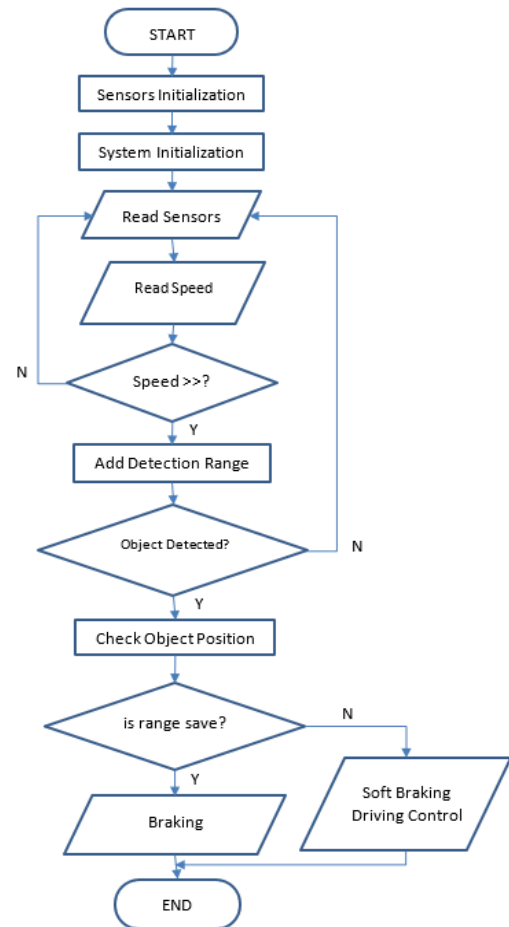 START
Sensors Initialization
System Initialization
Read Sensors
Read Speed
Speed >>?
N
Y
Add Detection Range
Object Detected?
N
Y
Check Object Position
is range save?
N
Y
Braking
Soft Braking
Driving Control
END